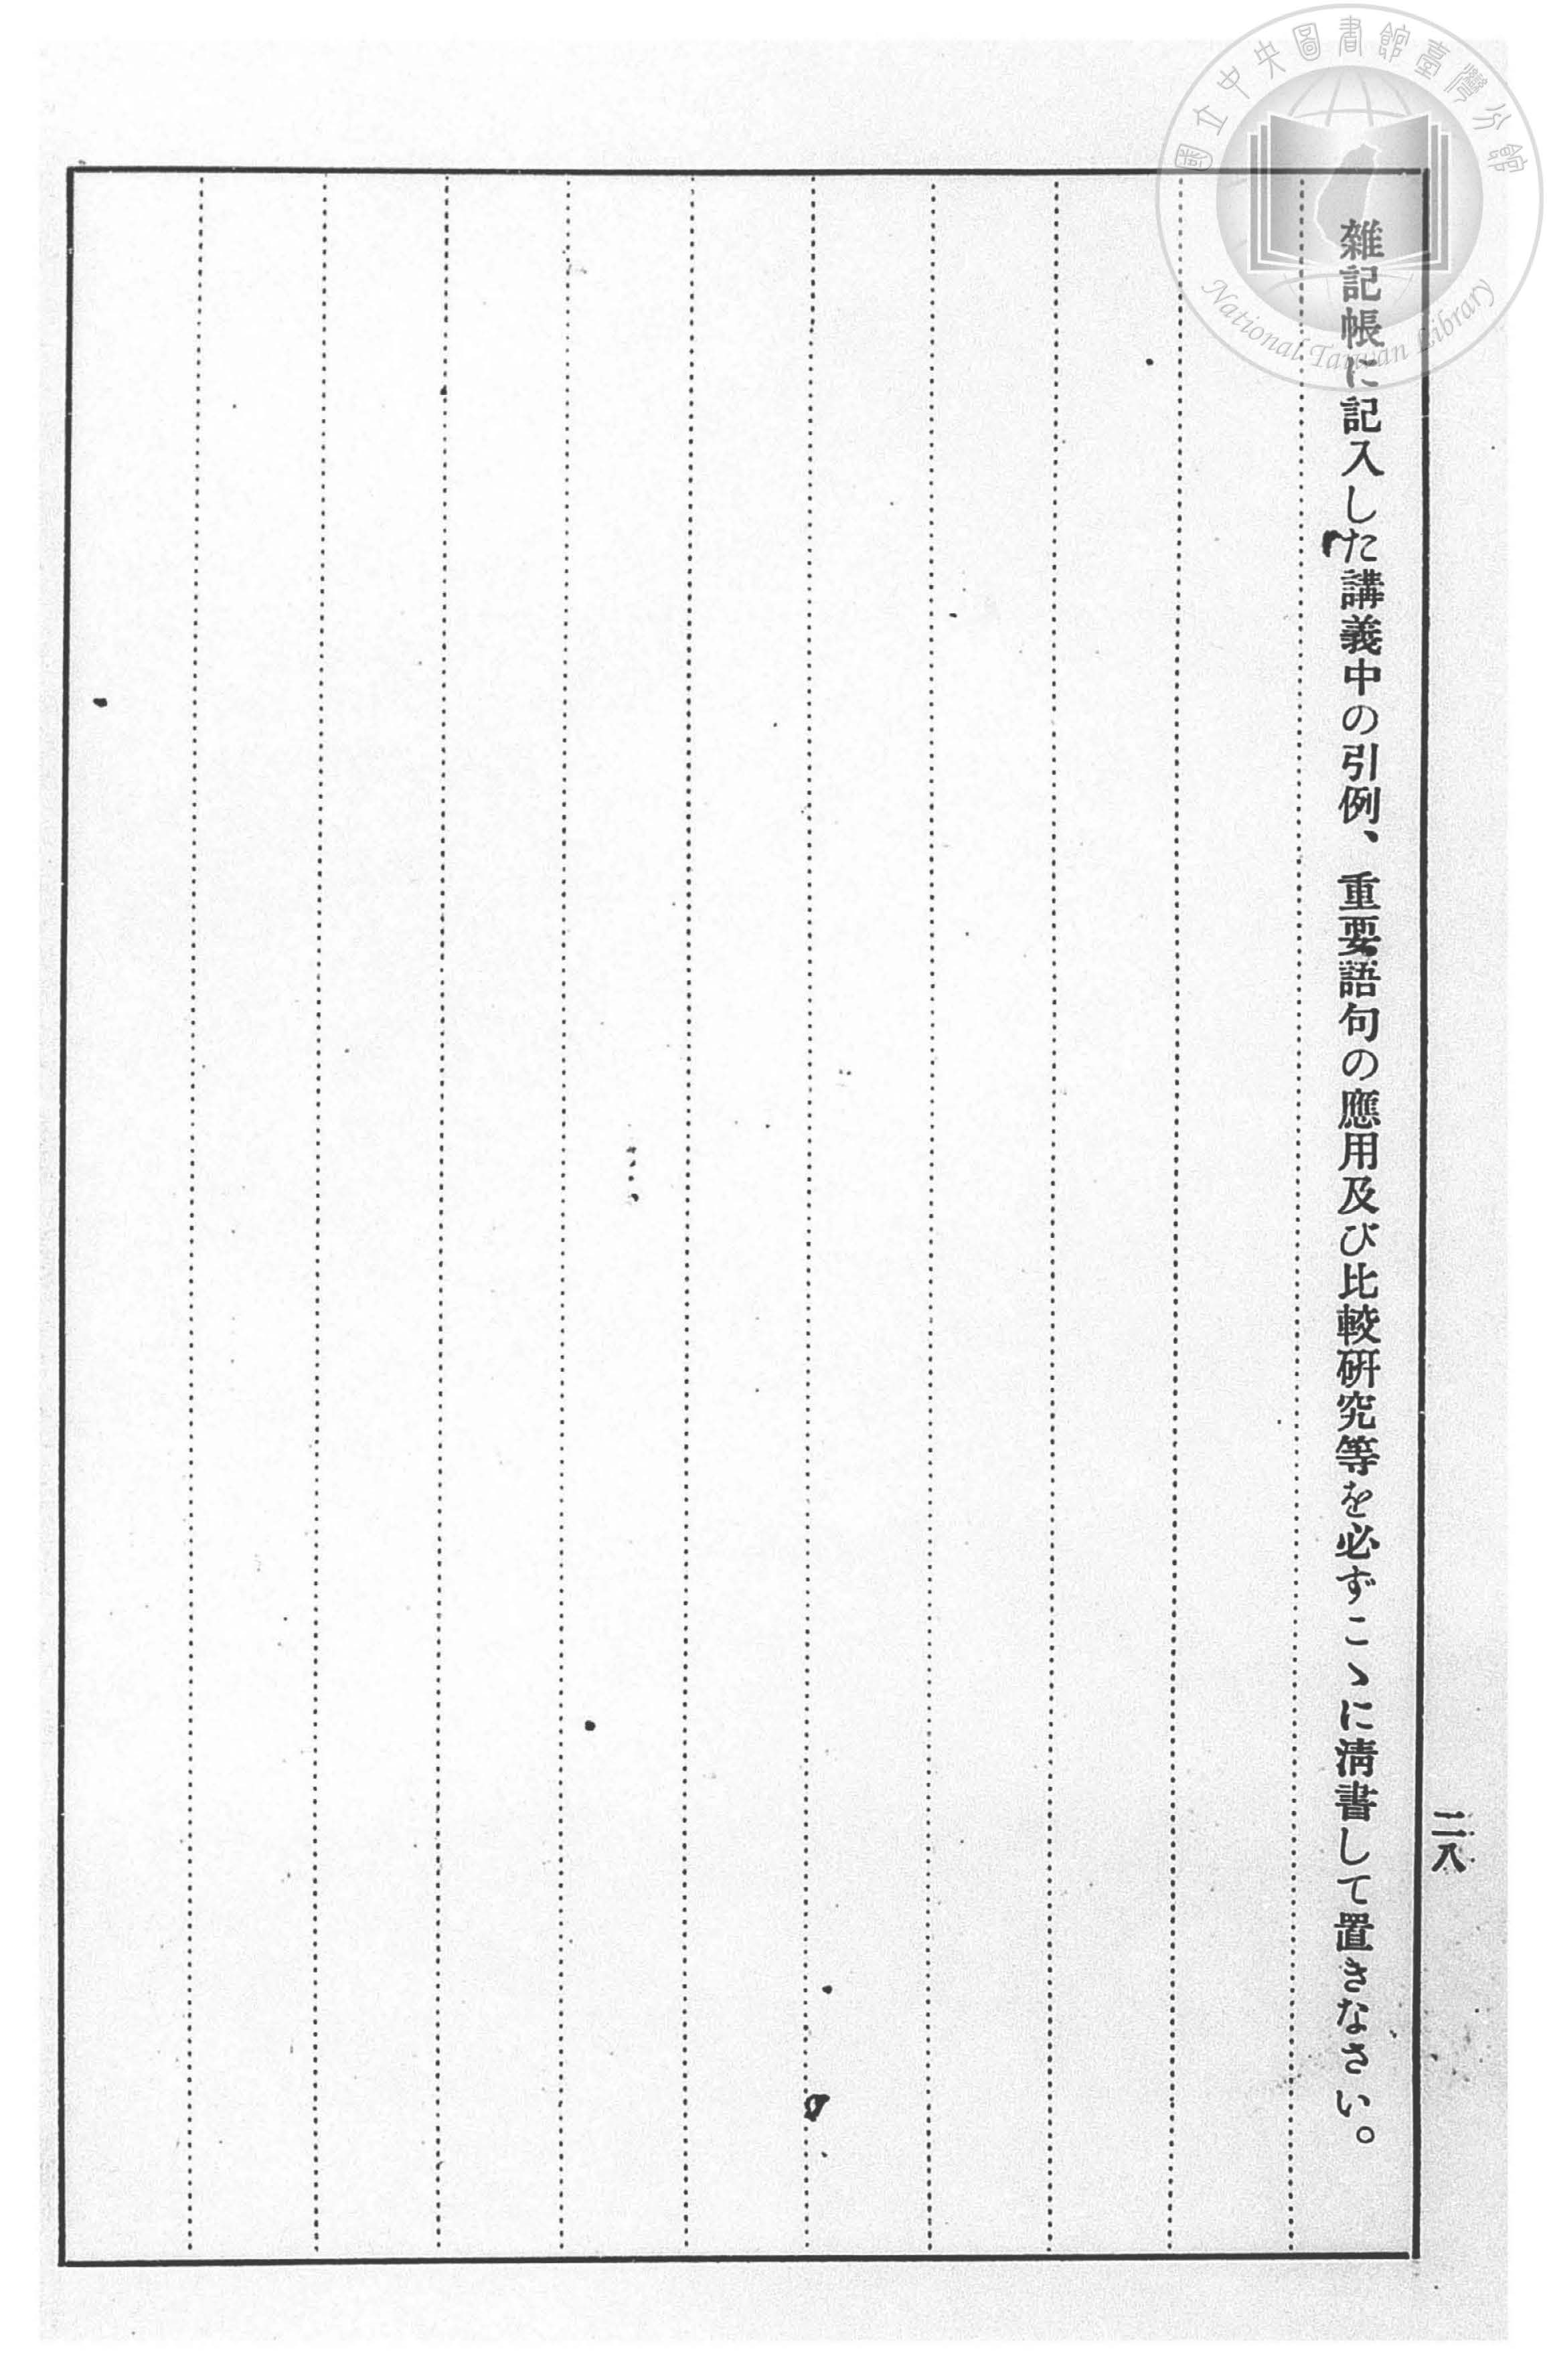 雜記帳に記入した講義中の引例、重要語句の應用及び比較硏究等を必ずこゝに淸書して置きなさい。
二八
國立中央圖書館臺灣分館
National Taiwan Library